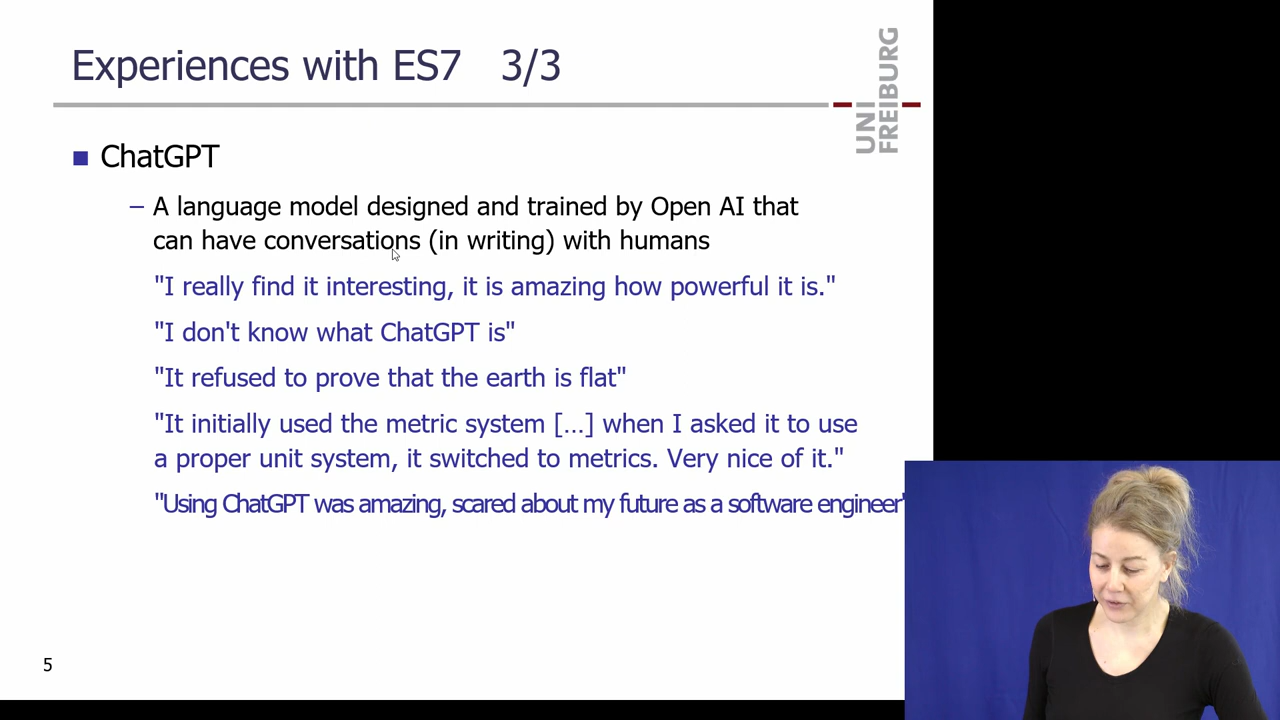 Experiences with ES7 3/3
UNI
FREIBURG
■ ChatGPT
– A language model designed and trained by Open AI that
can have conversations (in writing) with humans
"I really find it interesting, it is amazing how powerful it is."
"I don't know what ChatGPT is"
"It refused to prove that the earth is flat"
"It initially used the metric system [...] when I asked it to use
a proper unit system, it switched to metrics. Very nice of it."
"Using ChatGPT was amazing, scared about my future as a software engineer"
5